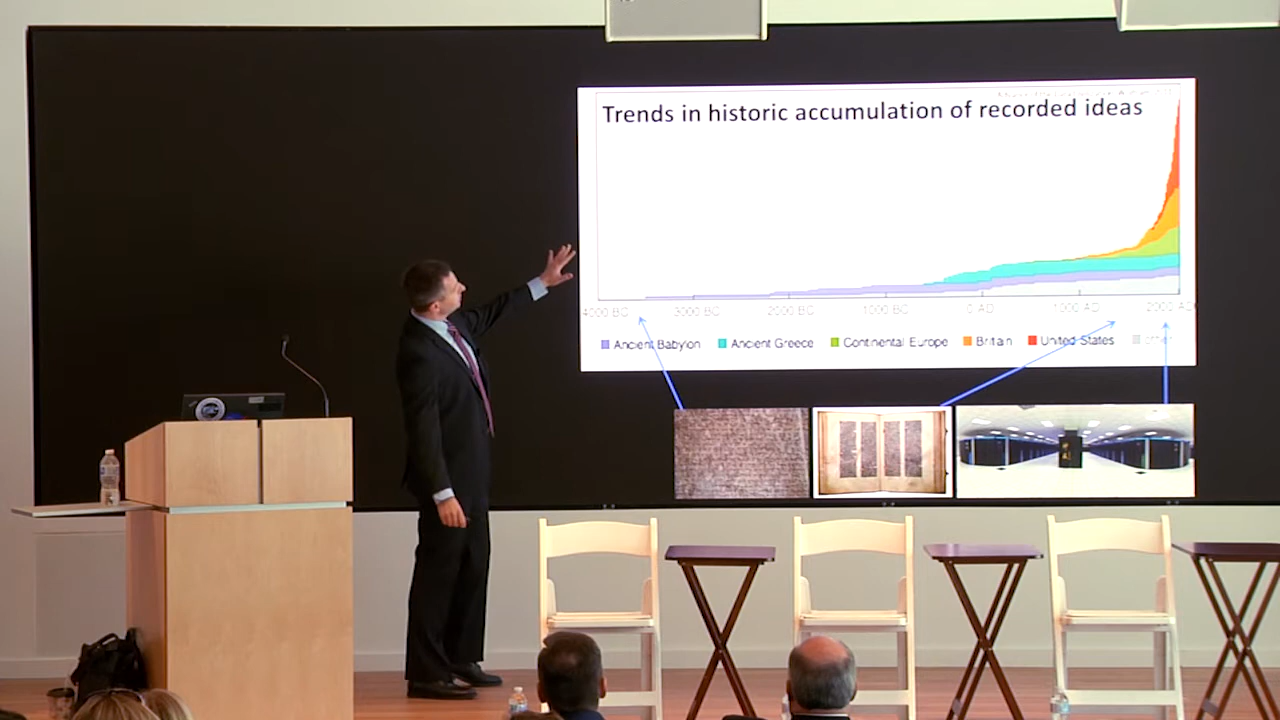 Trends in historic accumulation of recorded ideas
4000 BC 3000 BC 2000 BC 1000 BC 0 AD 1000 AD 2000 AD
Ancient Babylon Ancient Greece Continental Europe Britain United States other